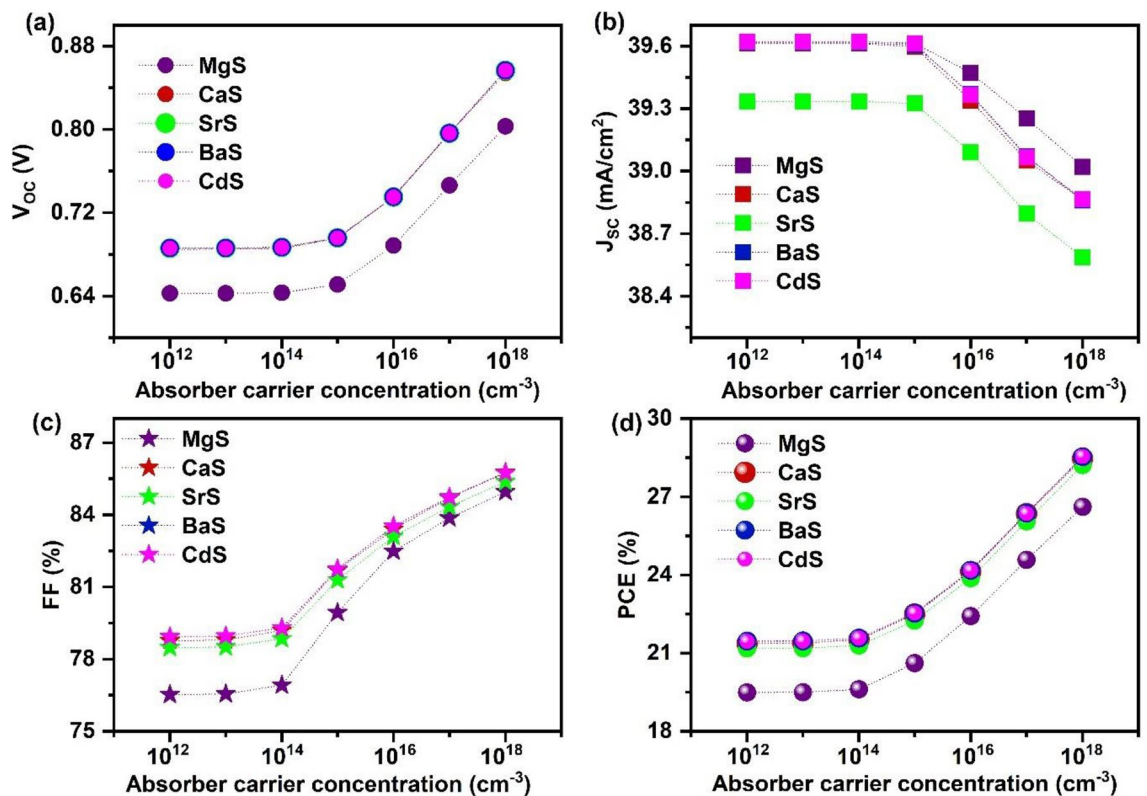 (a)
0.88
0.80
0.72
0.64
V_OC (V)
MgS
CaS
SrS
BaS
CdS
10^12
10^14
10^16
10^18
Absorber carrier concentration (cm^-3)
(b)
39.6
39.3
39.0
38.7
38.4
J_SC (mA/cm^2)
MgS
CaS
SrS
BaS
CdS
10^12
10^14
10^16
10^18
Absorber carrier concentration (cm^-3)
(c)
87
84
81
78
75
FF (%)
MgS
CaS
SrS
BaS
CdS
10^12
10^14
10^16
10^18
Absorber carrier concentration (cm^-3)
(d)
30
27
24
21
18
PCE (%)
MgS
CaS
SrS
BaS
CdS
10^12
10^14
10^16
10^18
Absorber carrier concentration (cm^-3)